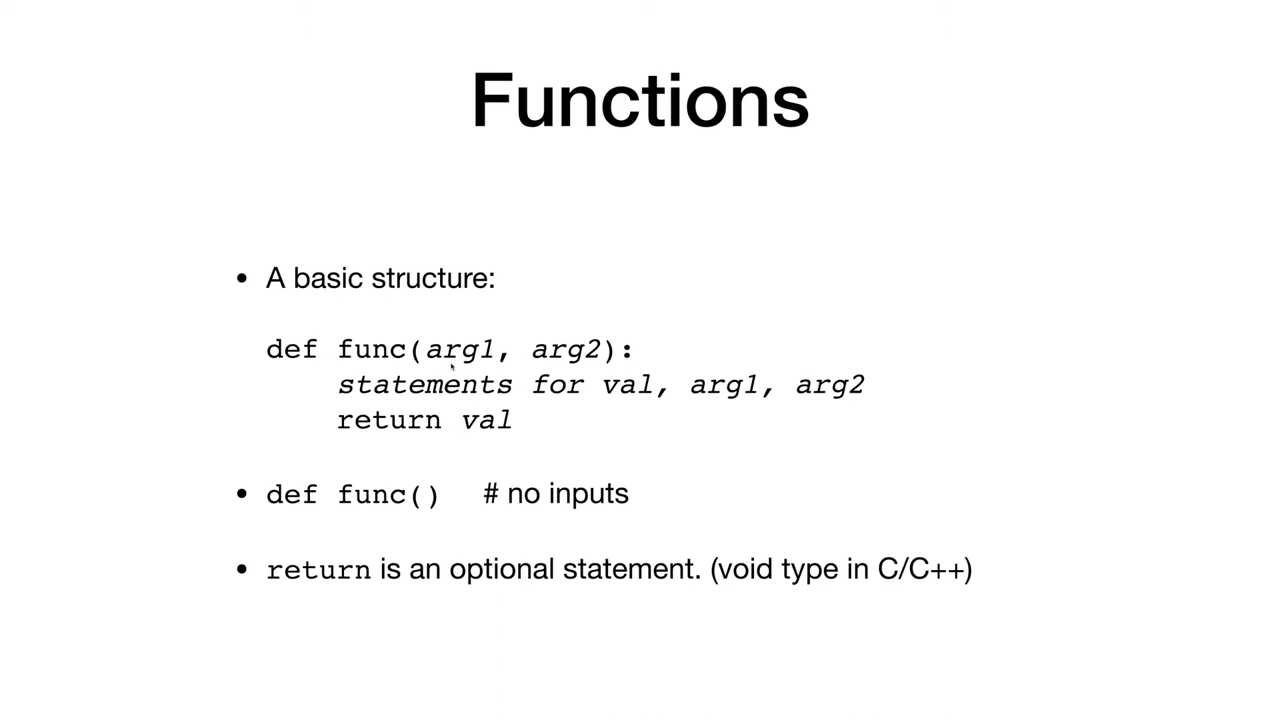 Functions
• A basic structure:
def func(arg1, arg2):
    statements for val, arg1, arg2
    return val
• def func()   # no inputs
• return is an optional statement. (void type in C/C++)